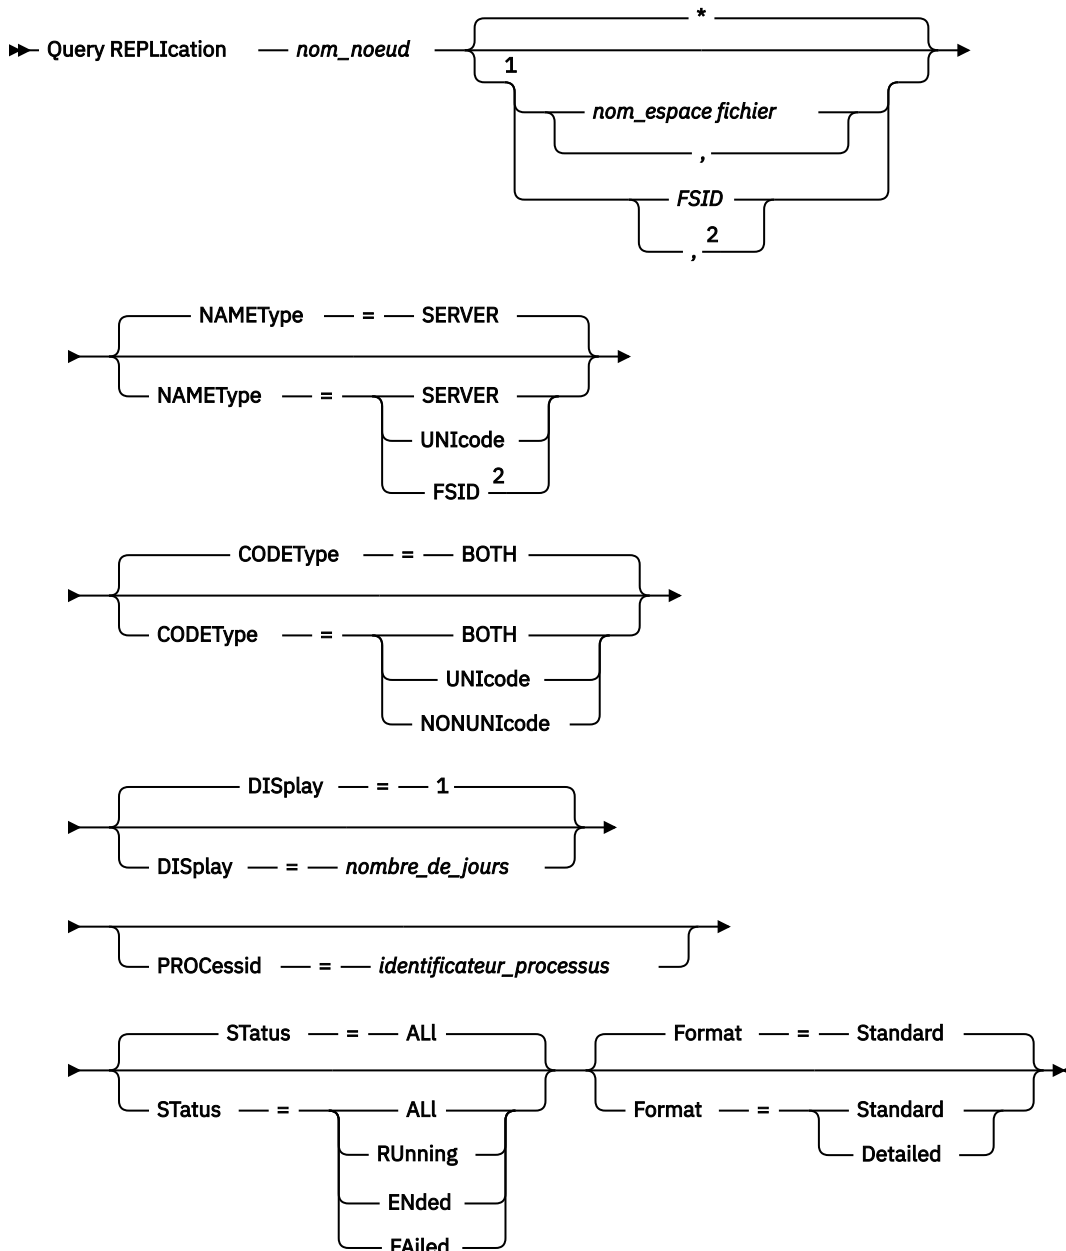 *
Query REPLIcation — nom_noeud
1
nom_espace fichier
,
FSID
2
,
NAMEType = SERVER
NAMEType = SERVER
UNIcode
FSID 2
CODEType = BOTH
CODEType = BOTH
UNIcode
NONUNIcode
DISplay = 1
DISplay = nombre_de_jours
PROCessid = identificateur_processus
STatus = ALl Format = Standard
STatus = ALl Format = Standard
RUnning Detailed
ENded
FAiled